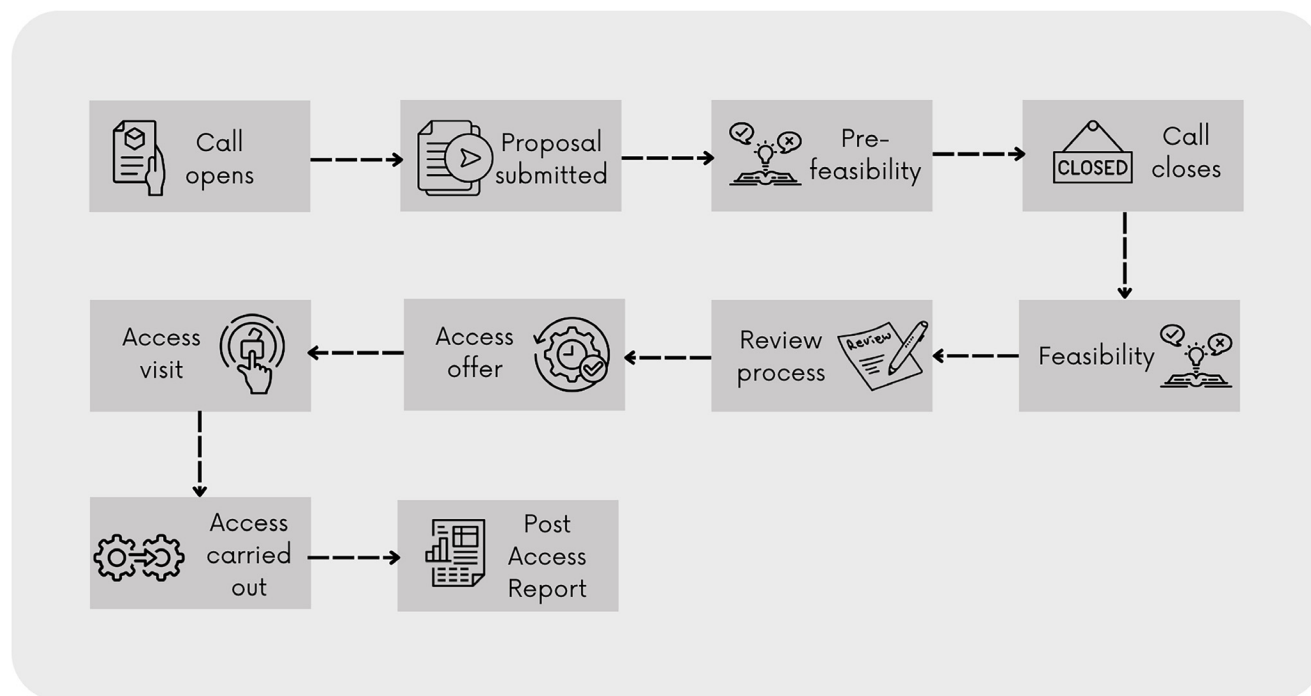 Call
opens
Proposal
submitted
Pre-
feasibility
CLOSED
Call
closes
Feasibility
Review
process
Review
Access
offer
Access
visit
Access
carried
out
Post
Access
Report